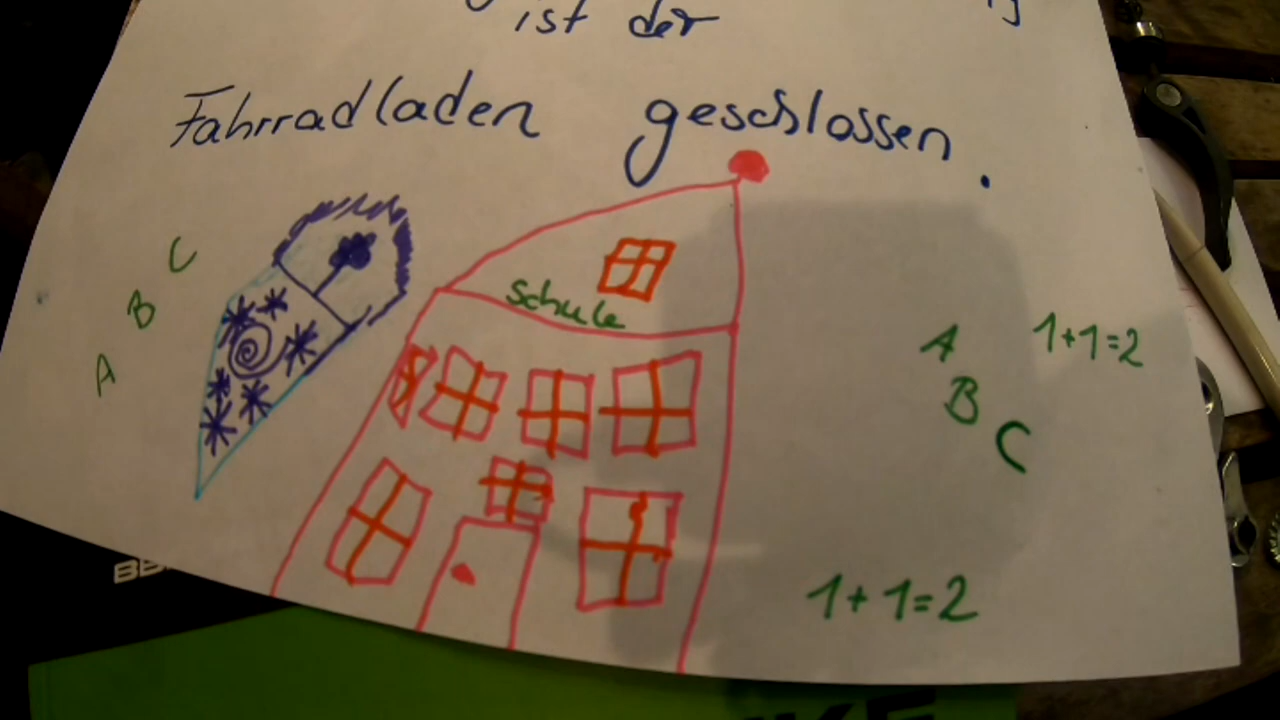 ist der
Fahrradladen geschlossen.
Schule
C
B
A
A
B
C
1+1=2
1+1=2